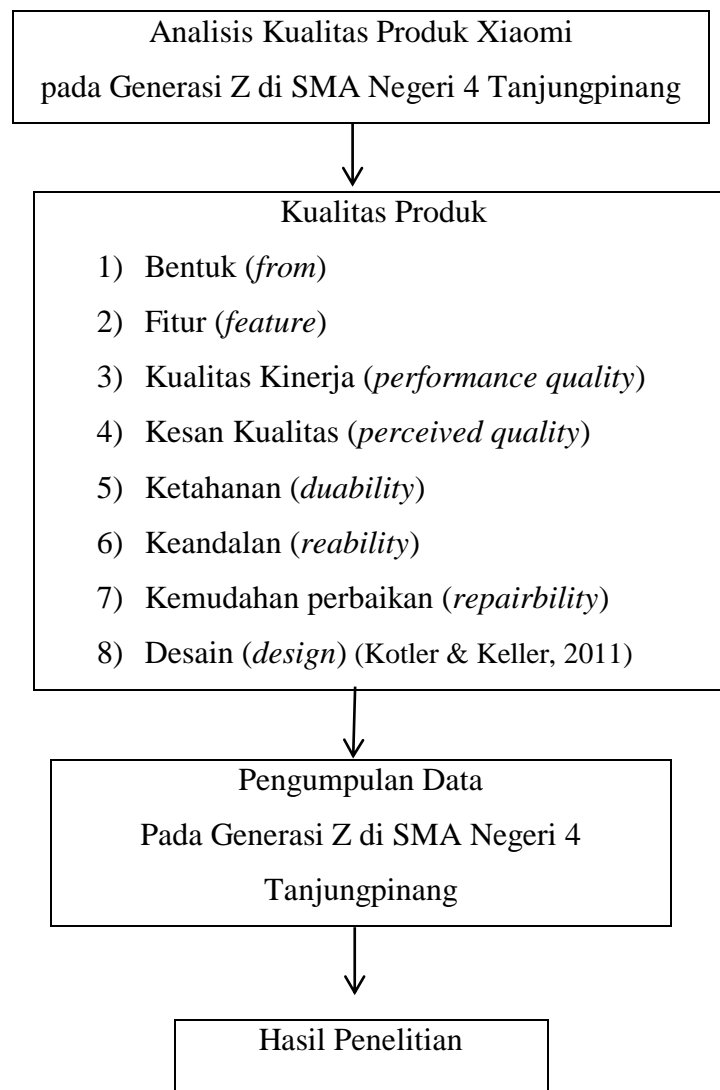 Analisis Kualitas Produk Xiaomi
pada Generasi Z di SMA Negeri 4 Tanjungpinang
Kualitas Produk
1) Bentuk (from)
2) Fitur (feature)
3) Kualitas Kinerja (performance quality)
4) Kesan Kualitas (perceived quality)
5) Ketahanan (duability)
6) Keandalan (reability)
7) Kemudahan perbaikan (repairbility)
8) Desain (design) (Kotler & Keller, 2011)
Pengumpulan Data
Pada Generasi Z di SMA Negeri 4
Tanjungpinang
Hasil Penelitian